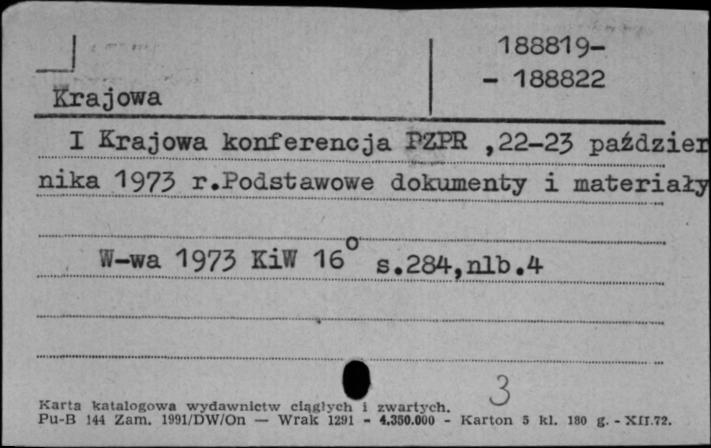 188819-
- 188822
Krajowa
I Krajowa konferencja PZPR ,22-23 paździer
nika 1973 r.Podstawowe dokumenty i materiały
W-wa 1973 KiW 16° s.284,nlb.4
3
Karta katalogowa wydawnictw ciągłych i zwartych.
Pu-B 144 Zam. 1991/DW/On — Wrak 1291 - 4.350.000 - Karton 5 kl. 180 g. - XII.72.